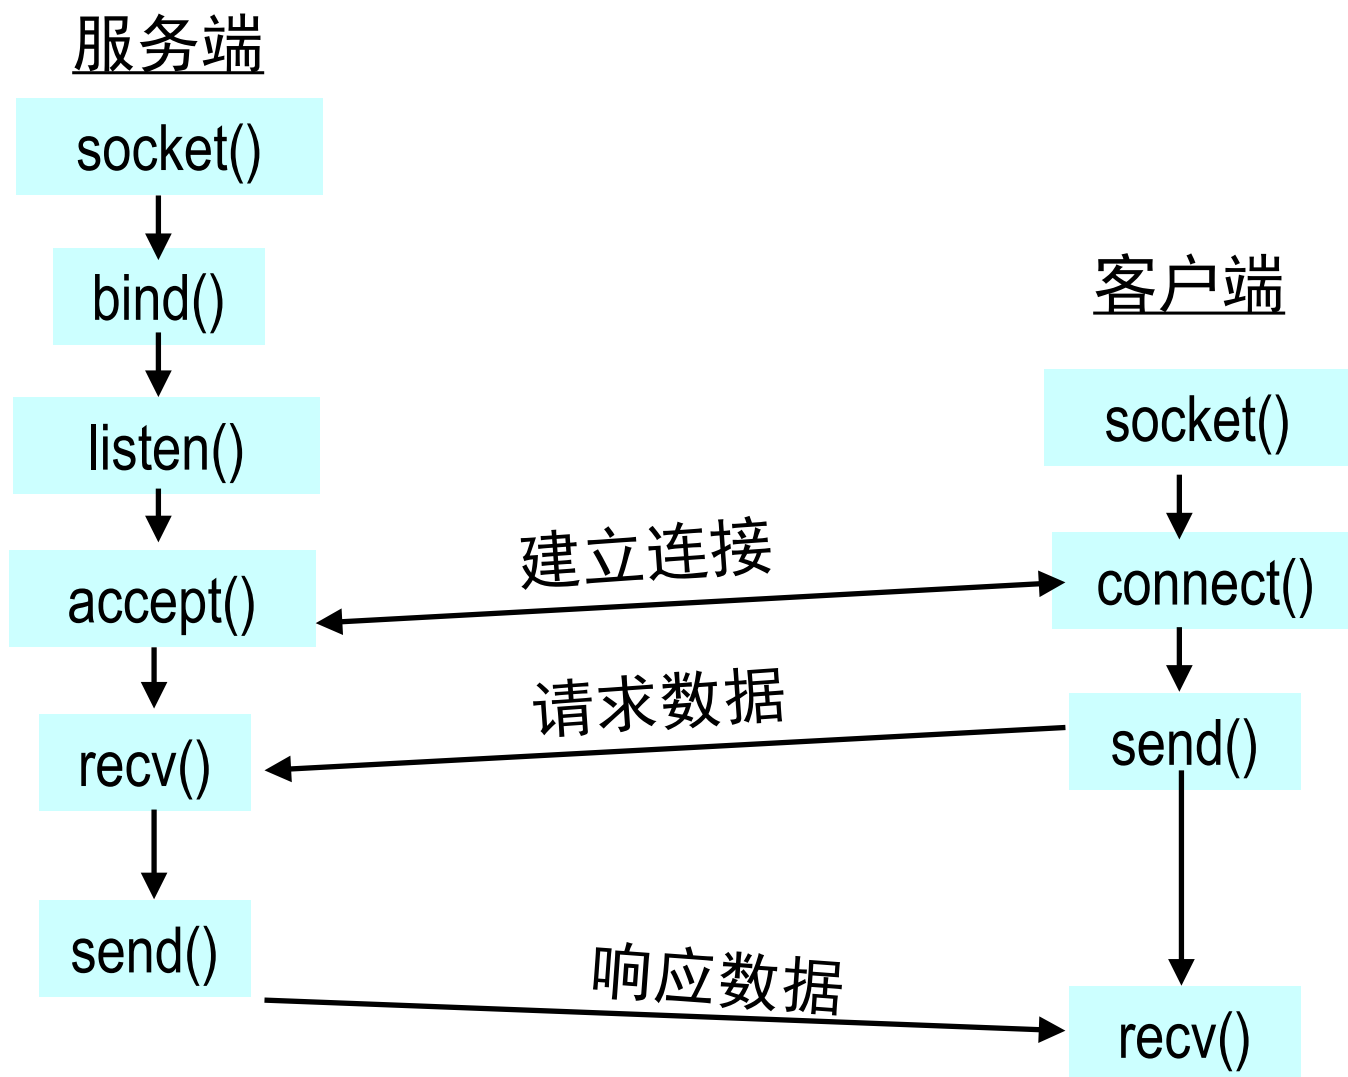 服务端
socket()
bind()
listen()
accept()
recv()
send()
客户端
socket()
connect()
send()
recv()
建立连接
请求数据
响应数据